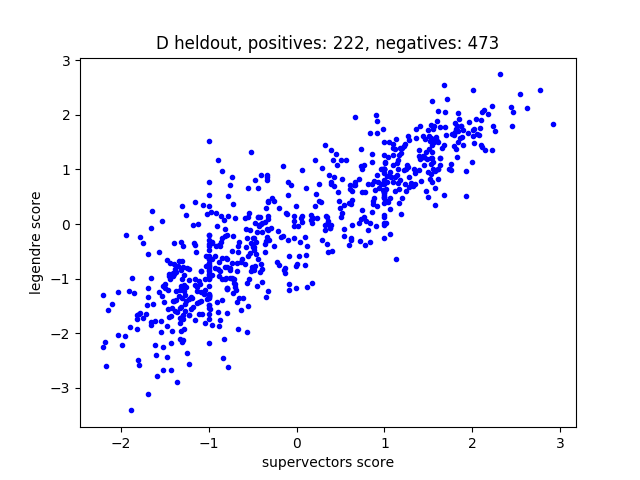 D heldout, positives: 222, negatives: 473
3
2
1
0
−1
−2
−3
legendre score
−2 −1 0 1 2 3
supervectors score